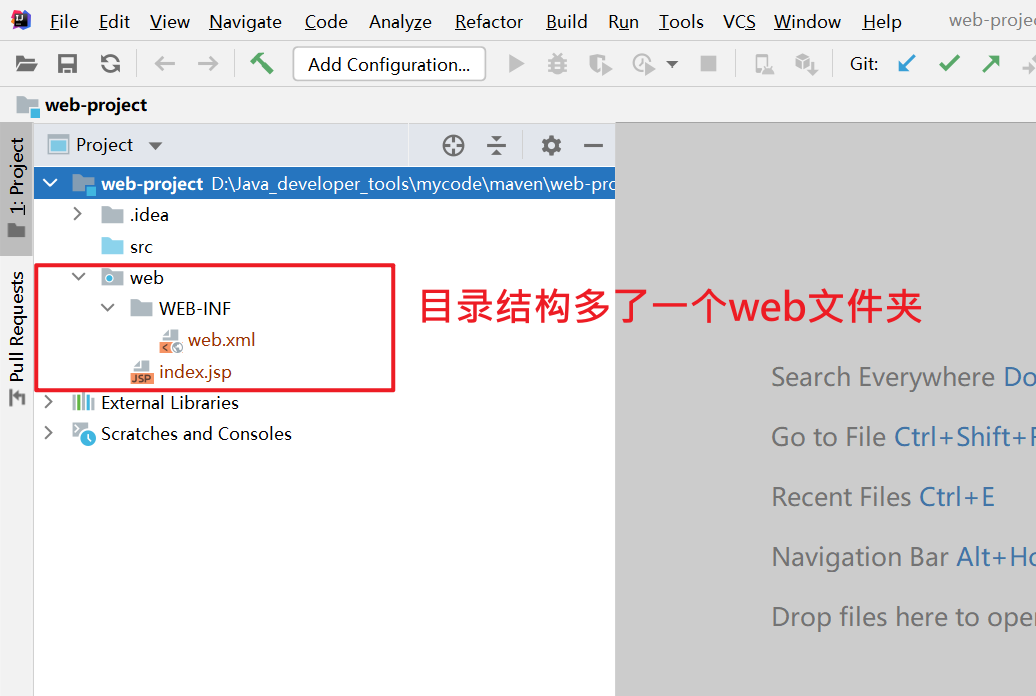 File Edit View Navigate Code Analyze Refactor Build Run Tools VCS Window Help web-projec
Add Configuration... Git:
web-project
1: Project
Pull Requests
Project
web-project D:\Java_developer_tools\mycode\maven\web-pro
.idea
src
web
WEB-INF
web.xml
index.jsp
External Libraries
Scratches and Consoles
目录结构多了一个web文件夹
Search Everywhere Do
Go to File Ctrl+Shift+F
Recent Files Ctrl+E
Navigation Bar Alt+Ho
Drop files here to open